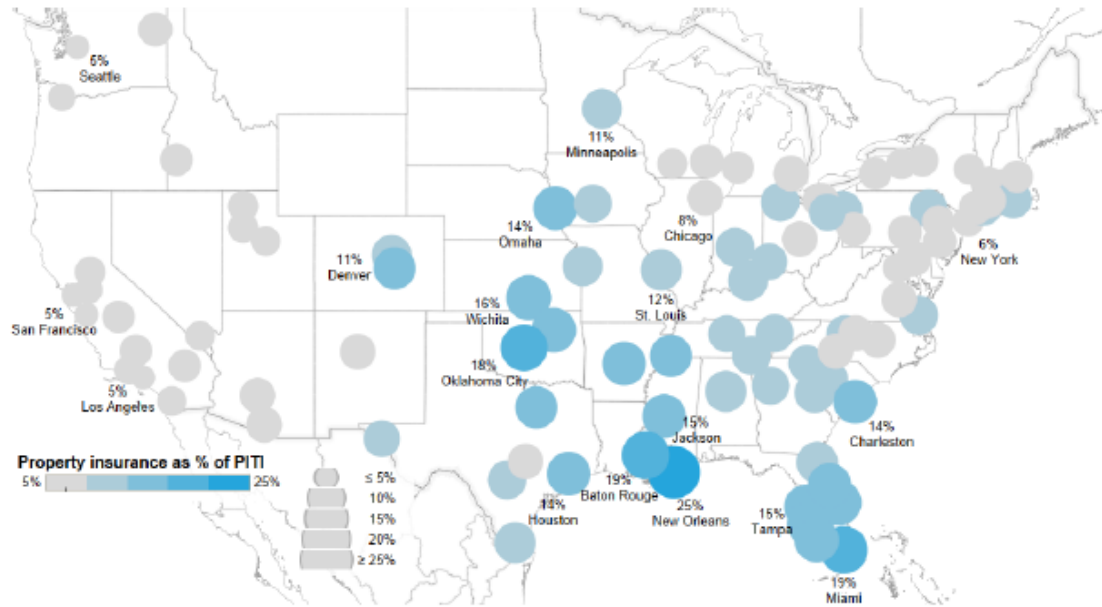 5%
Seattle
11%
Minneapolis
14%
Omaha
8%
Chicago
6%
New York
11%
Denver
16%
Wichita
12%
St. Louis
5%
San Francisco
18%
Oklahoma City
5%
Los Angeles
15%
Jackson
14%
Charleston
Property insurance as % of PITI
5%
25%
≤ 5%
10%
15%
20%
≥ 25%
14%
Houston
19%
Baton Rouge
25%
New Orleans
15%
Tampa
19%
Miami